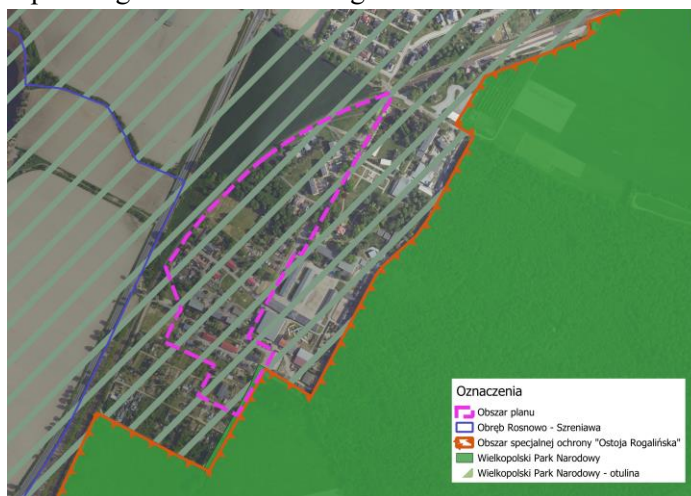 Oznaczenia
Obszar planu
Obręb Rosnowo - Szreniawa
Obszar specjalnej ochrony "Ostoja Rogalińska"
Wielkopolski Park Narodowy
Wielkopolski Park Narodowy - otulina